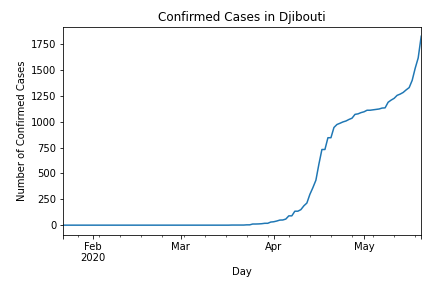 Confirmed Cases in Djibouti
Number of Confirmed Cases
1750
1500
1250
1000
750
500
250
0
Feb
2020
Mar
Apr
May
Day